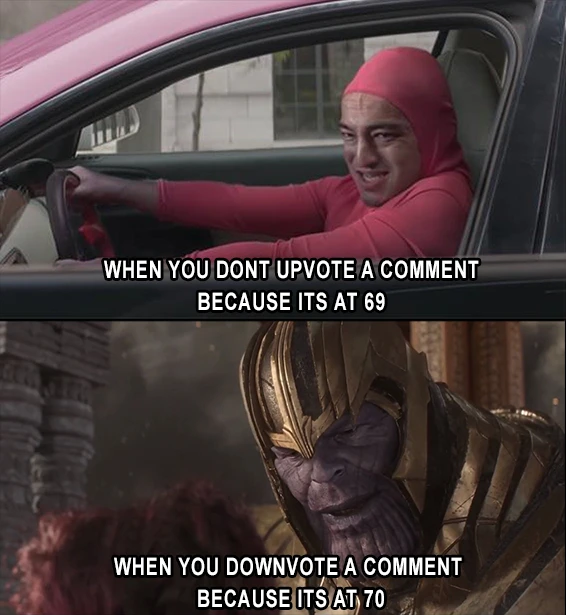 WHEN YOU DONT UPVOTE A COMMENT
BECAUSE ITS AT 69
WHEN YOU DOWNVOTE A COMMENT
BECAUSE ITS AT 70